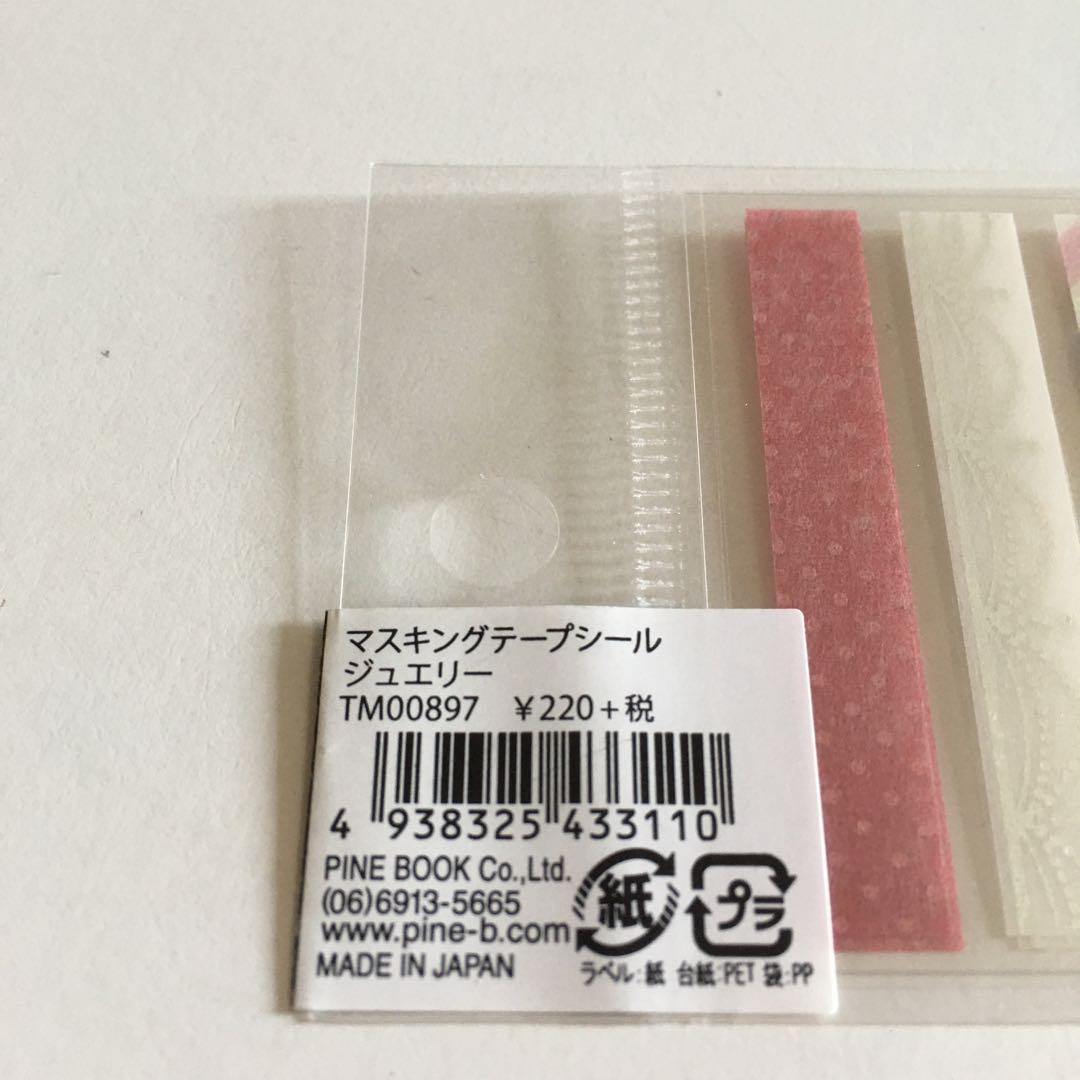 マスキングテープシール
ジュエリー
TM00897 ¥220+税
4 938325 433110
PINE BOOK Co.,Ltd.
(06)6913-5665
www.pine-b.com
MADE IN JAPAN
紙
プラ
ラベル:紙 台紙:PET 袋:PP